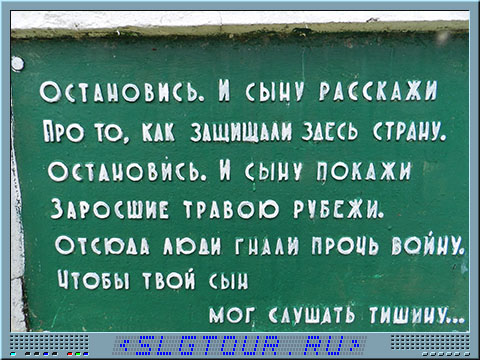 Остановись. И сыну расскажи
Про то, как защищали здесь страну.
Остановись. И сыну покажи
Заросшие травою рубежи.
Отсюда люди гнали прочь войну.
Чтобы твой сын
мог слушать тишину...
<SLGTOUR.RU>